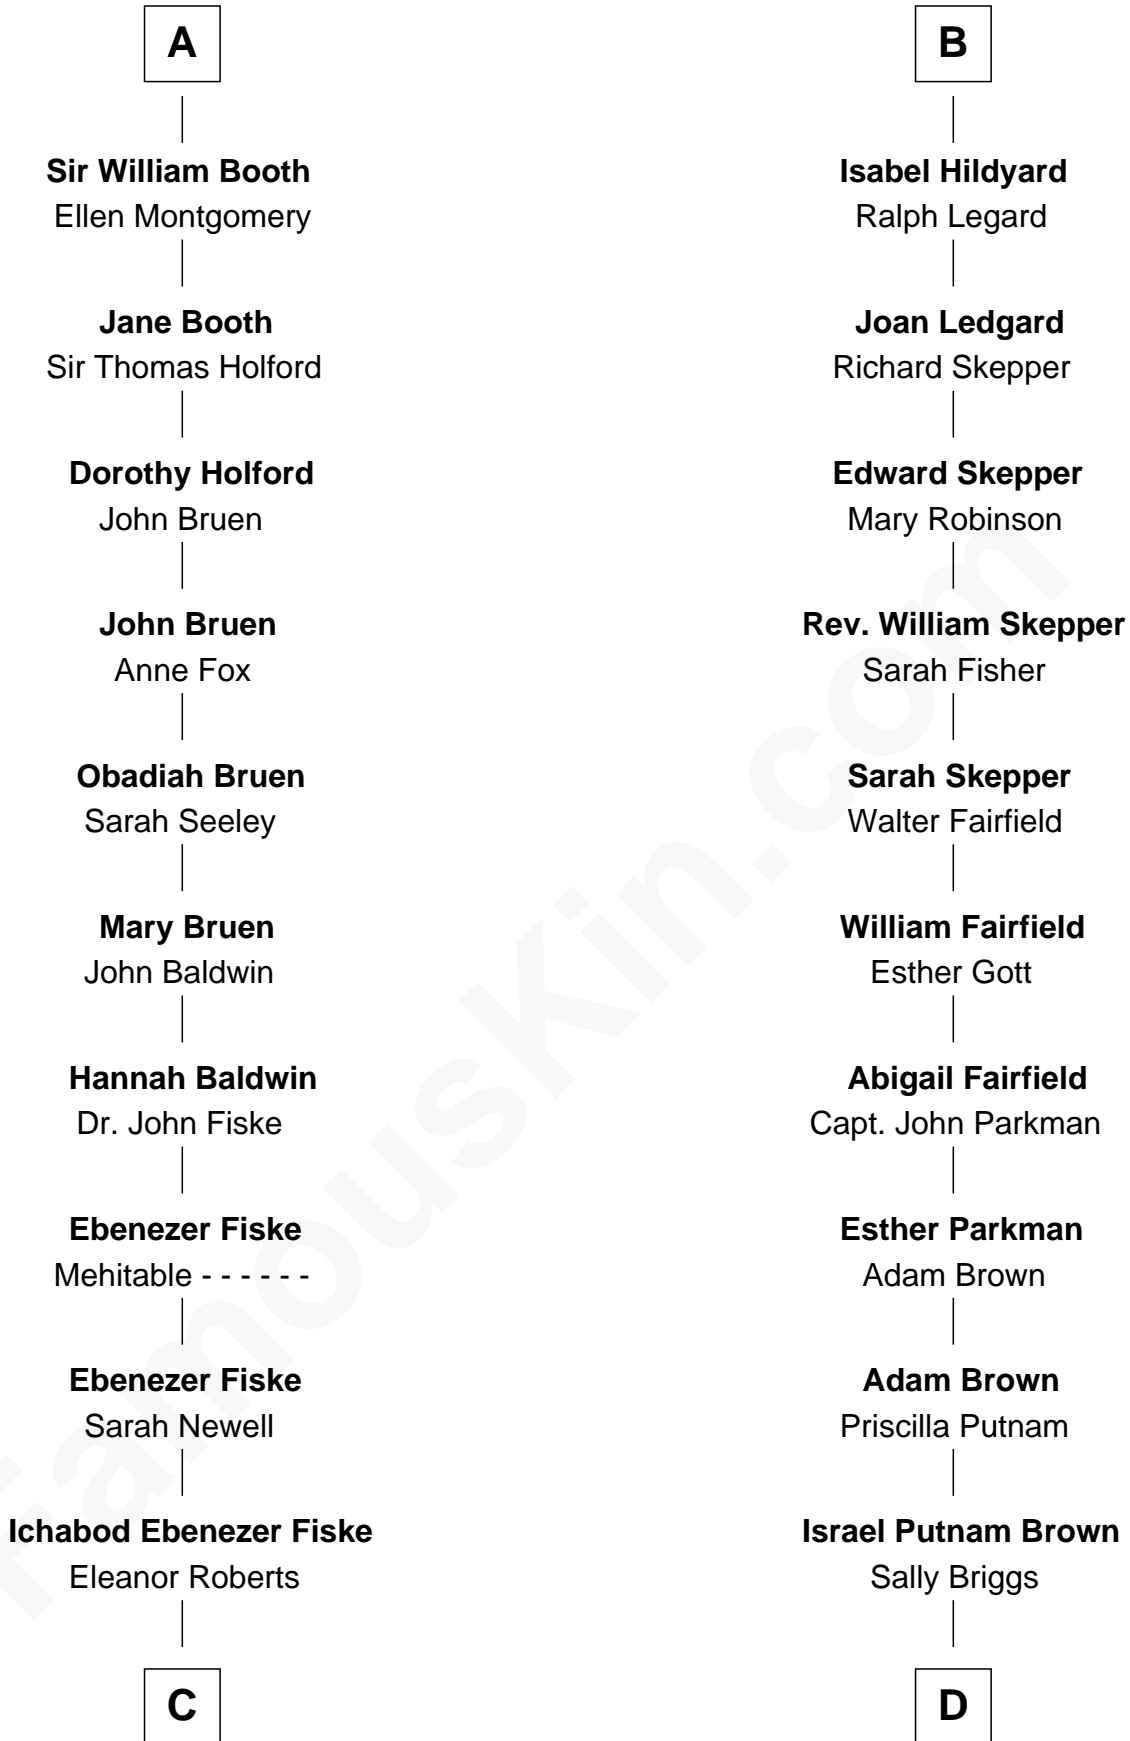 A
Sir William Booth
Ellen Montgomery
Jane Booth
Sir Thomas Holford
Dorothy Holford
John Bruen
John Bruen
Anne Fox
Obadiah Bruen
Sarah Seeley
Mary Bruen
John Baldwin
Hannah Baldwin
Dr. John Fiske
Ebenezer Fiske
Mehitable - - - - - -
Ebenezer Fiske
Sarah Newell
Ichabod Ebenezer Fiske
Eleanor Roberts
C
B
Isabel Hildyard
Ralph Legard
Joan Ledgard
Richard Skepper
Edward Skepper
Mary Robinson
Rev. William Skepper
Sarah Fisher
Sarah Skepper
Walter Fairfield
William Fairfield
Esther Gott
Abigail Fairfield
Capt. John Parkman
Esther Parkman
Adam Brown
Adam Brown
Priscilla Putnam
Israel Putnam Brown
Sally Briggs
D
FamousKin.com